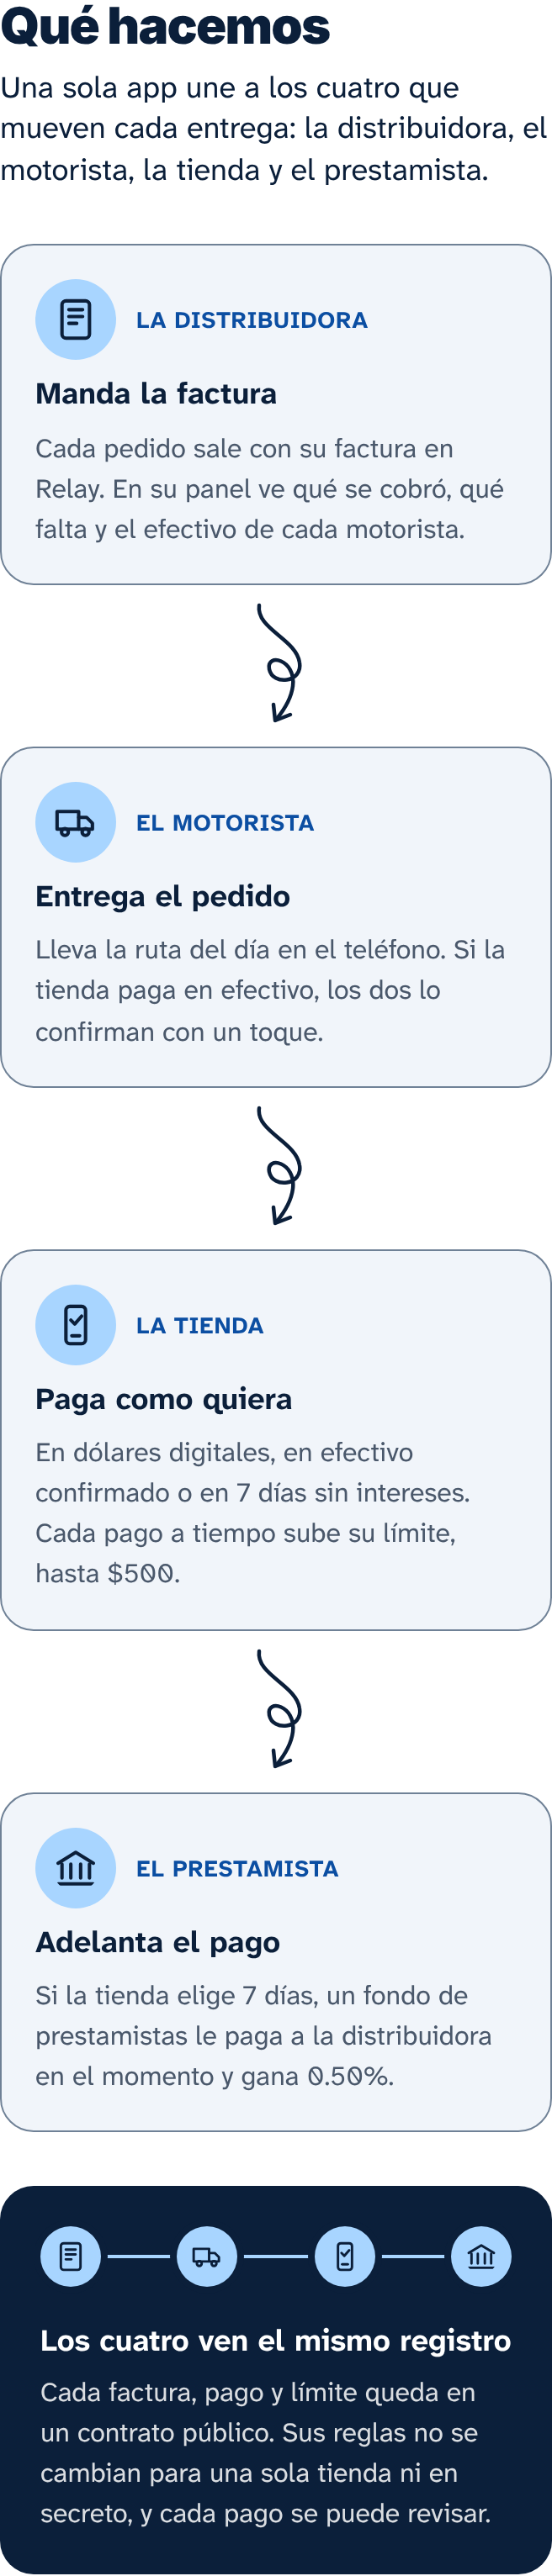 Qué hacemos
Una sola app une a los cuatro que
mueven cada entrega: la distribuidora, el
motorista, la tienda y el prestamista.
LA DISTRIBUIDORA
Manda la factura
Cada pedido sale con su factura en
Relay. En su panel ve qué se cobró, qué
falta y el efectivo de cada motorista.
EL MOTORISTA
Entrega el pedido
Lleva la ruta del día en el teléfono. Si la
tienda paga en efectivo, los dos lo
confirman con un toque.
LA TIENDA
Paga como quiera
En dólares digitales, en efectivo
confirmado o en 7 días sin intereses.
Cada pago a tiempo sube su límite,
hasta $500.
EL PRESTAMISTA
Adelanta el pago
Si la tienda elige 7 días, un fondo de
prestamistas le paga a la distribuidora
en el momento y gana 0.50%.
Los cuatro ven el mismo registro
Cada factura, pago y límite queda en
un contrato público. Sus reglas no se
cambian para una sola tienda ni en
secreto, y cada pago se puede revisar.